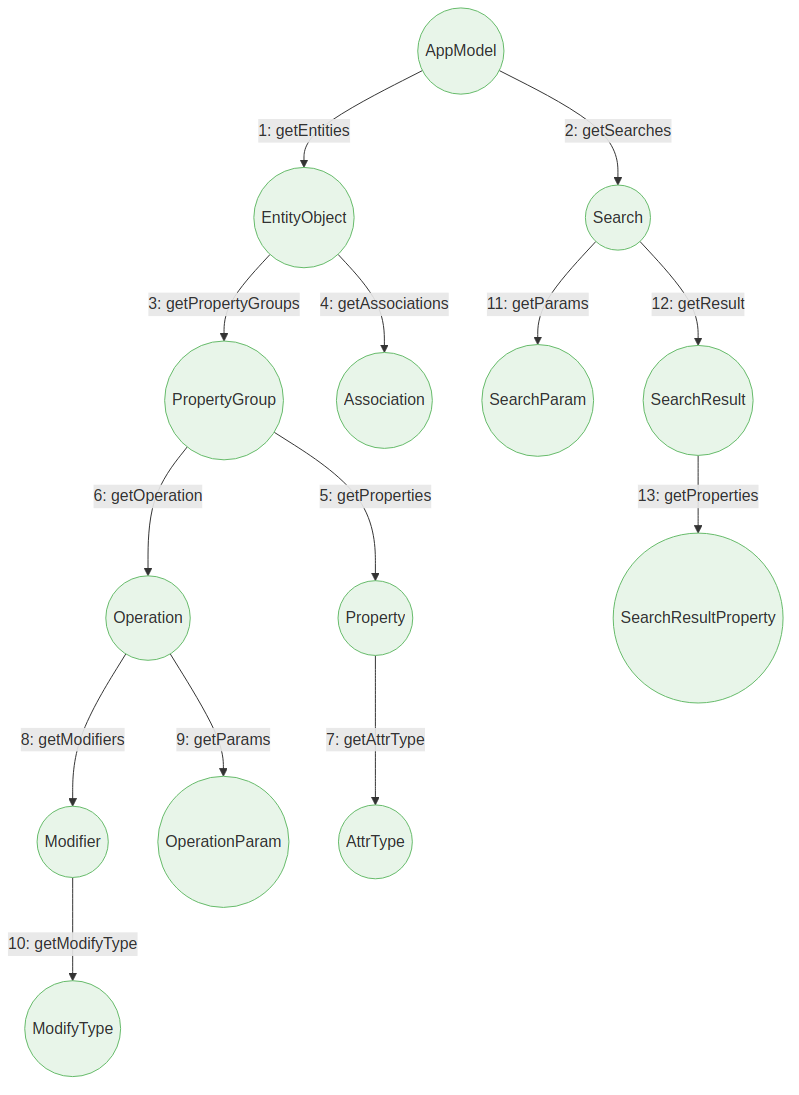 AppModel
1: getEntities
2: getSearches
EntityObject
Search
3: getPropertyGroups
4: getAssociations
11: getParams
12: getResult
PropertyGroup
Association
SearchParam
SearchResult
6: getOperation
5: getProperties
13: getProperties
Operation
Property
SearchResultProperty
8: getModifiers
9: getParams
7: getAttrType
Modifier
OperationParam
AttrType
10: getModifyType
ModifyType